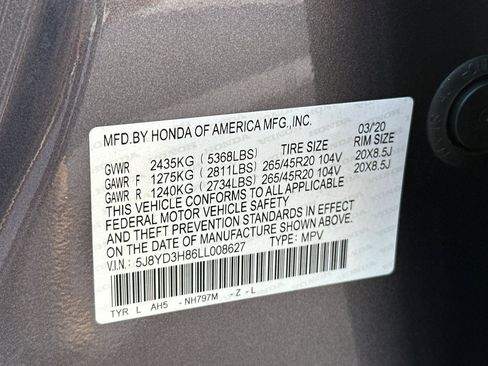 MFD.BY HONDA OF AMERICA MFG.,INC. 03/20
GVWR 2435KG ( 5368LBS) TIRE SIZE RIM SIZE
GAWR F 1275KG ( 2811LBS) 265/45R20 104V 20X8.5J
GAWR R 1240KG ( 2734LBS) 265/45R20 104V 20X8.5J
THIS VEHICLE CONFORMS TO ALL APPLICABLE
FEDERAL MOTOR VEHICLE SAFETY
AND THEFT PREVENTION STANDARDS IN EFFECT
ON THE DATE OF MANUFACTURE SHOWN ABOVE.
V.I.N.: 5J8YD3H86LL008627 TYPE: MPV
TYR L AH5 -NH797M -Z-L